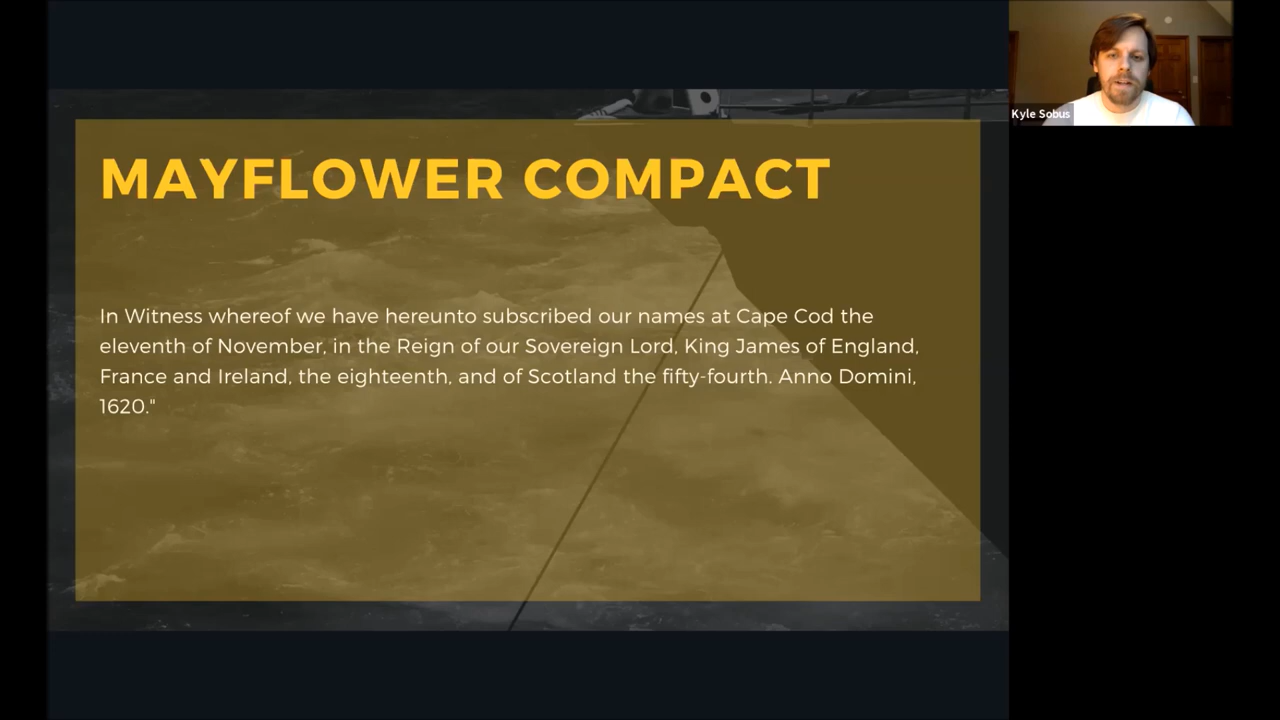 MAYFLOWER COMPACT
In Witness whereof we have hereunto subscribed our names at Cape Cod the
eleventh of November, in the Reign of our Sovereign Lord, King James of England,
France and Ireland, the eighteenth, and of Scotland the fifty-fourth. Anno Domini,
1620."
Kyle Sobus